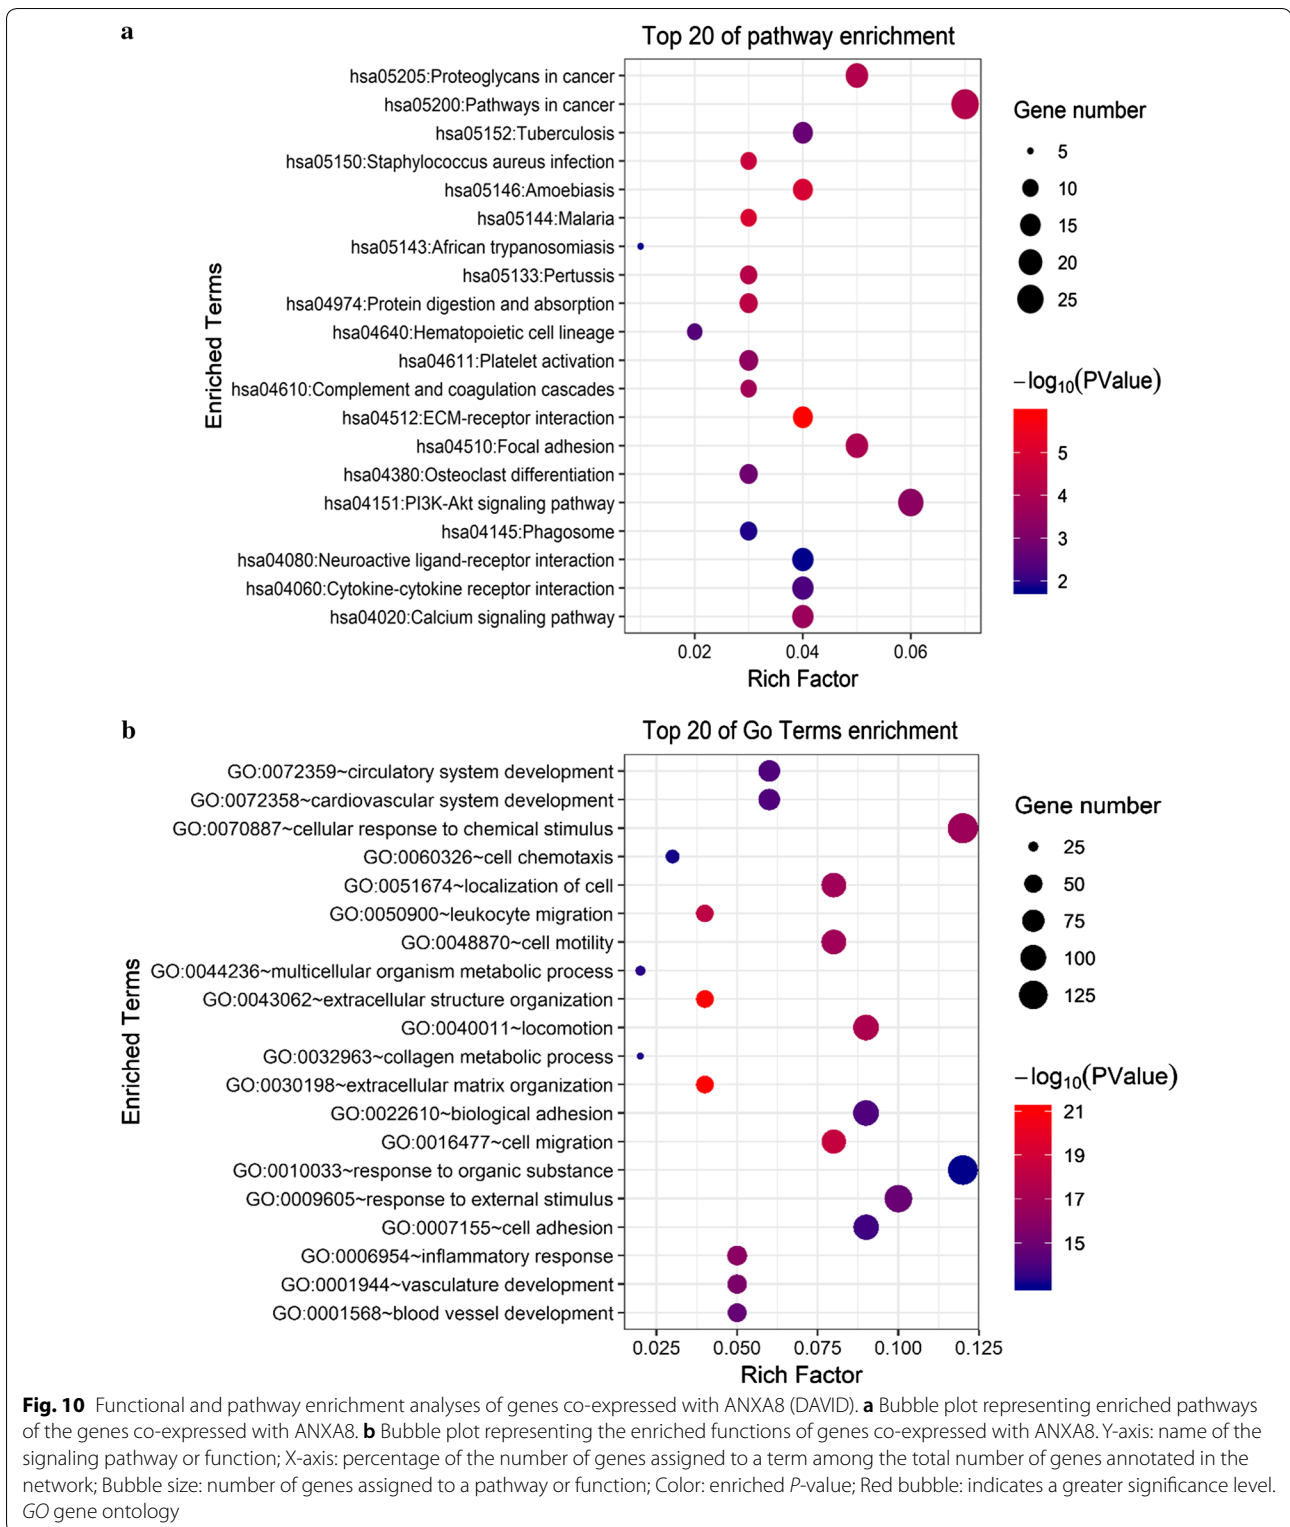 a
Top 20 of pathway enrichment
hsa05205:Proteoglycans in cancer
hsa05200:Pathways in cancer
hsa05152:Tuberculosis
hsa05150:Staphylococcus aureus infection
hsa05146:Amoebiasis
hsa05144:Malaria
hsa05143:African trypanosomiasis
hsa05133:Pertussis
hsa04974:Protein digestion and absorption
hsa04640:Hematopoietic cell lineage
hsa04611:Platelet activation
hsa04610:Complement and coagulation cascades
hsa04512:ECM-receptor interaction
hsa04510:Focal adhesion
hsa04380:Osteoclast differentiation
hsa04151:PI3K-Akt signaling pathway
hsa04145:Phagosome
hsa04080:Neuroactive ligand-receptor interaction
hsa04060:Cytokine-cytokine receptor interaction
hsa04020:Calcium signaling pathway
Enriched Terms
0.02 0.04 0.06
Rich Factor
Gene number
5
10
15
20
25
−log10(PValue)
5
4
3
2
b
Top 20 of Go Terms enrichment
GO:0072359~circulatory system development
GO:0072358~cardiovascular system development
GO:0070887~cellular response to chemical stimulus
GO:0060326~cell chemotaxis
GO:0051674~localization of cell
GO:0050900~leukocyte migration
GO:0048870~cell motility
GO:0044236~multicellular organism metabolic process
GO:0043062~extracellular structure organization
GO:0040011~locomotion
GO:0032963~collagen metabolic process
GO:0030198~extracellular matrix organization
GO:0022610~biological adhesion
GO:0016477~cell migration
GO:0010033~response to organic substance
GO:0009605~response to external stimulus
GO:0007155~cell adhesion
GO:0006954~inflammatory response
GO:0001944~vasculature development
GO:0001568~blood vessel development
Enriched Terms
0.025 0.050 0.075 0.100 0.125
Rich Factor
Gene number
25
50
75
100
125
−log10(PValue)
21
19
17
15
Fig. 10 Functional and pathway enrichment analyses of genes co-expressed with ANXA8 (DAVID). a Bubble plot representing enriched pathways
of the genes co-expressed with ANXA8. b Bubble plot representing the enriched functions of genes co-expressed with ANXA8. Y-axis: name of the
signaling pathway or function; X-axis: percentage of the number of genes assigned to a term among the total number of genes annotated in the
network; Bubble size: number of genes assigned to a pathway or function; Color: enriched P-value; Red bubble: indicates a greater significance level.
GO gene ontology